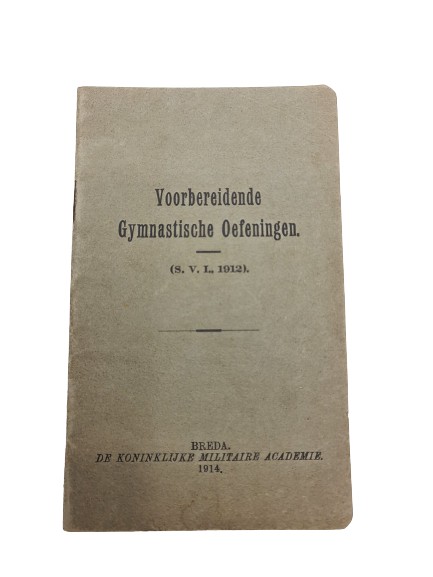 Voorbereidende
Gymnastische Oefeningen.
(S. V. I., 1912).
BREDA.
DE KONINKLIJKE MILITAIRE ACADEMIE.
1914.